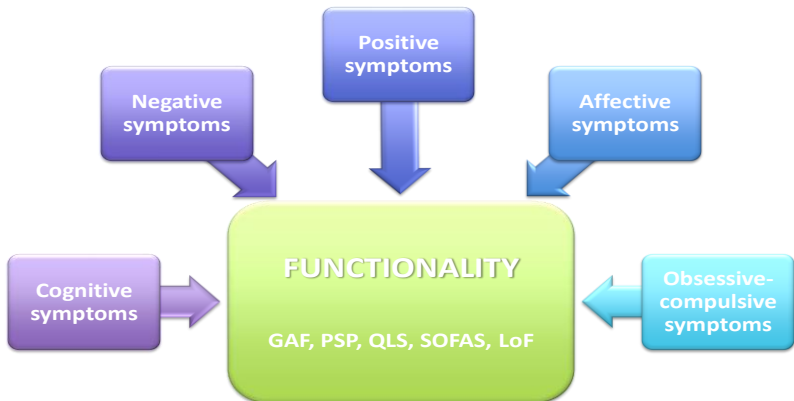 Positive
symptoms
Negative
symptoms
Affective
symptoms
Cognitive
symptoms
FUNCTIONALITY
GAF, PSP, QLS, SOFAS, LoF
Obsessive-
compulsive
symptoms